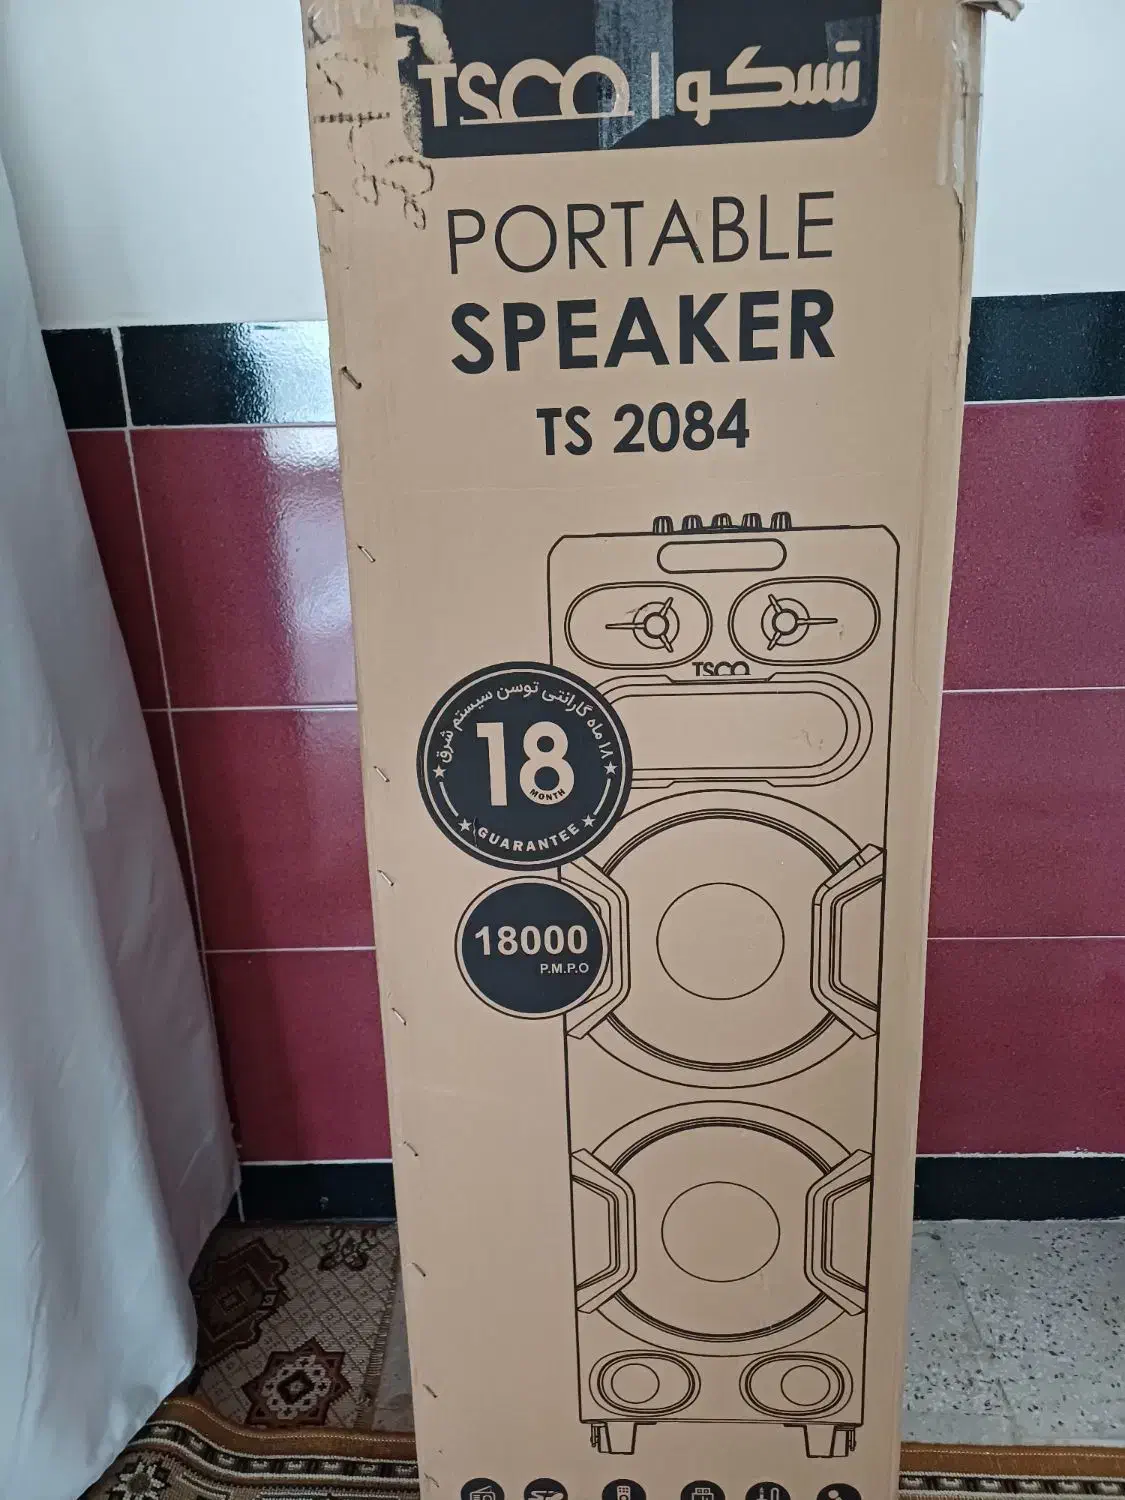 TSCO | تسکو
PORTABLE
SPEAKER
TS 2084
TSCO
۱۸ ماه گارانتی توسن سیستم شرق
18
MONTH
GUARANTEE
18000
P.M.P.O